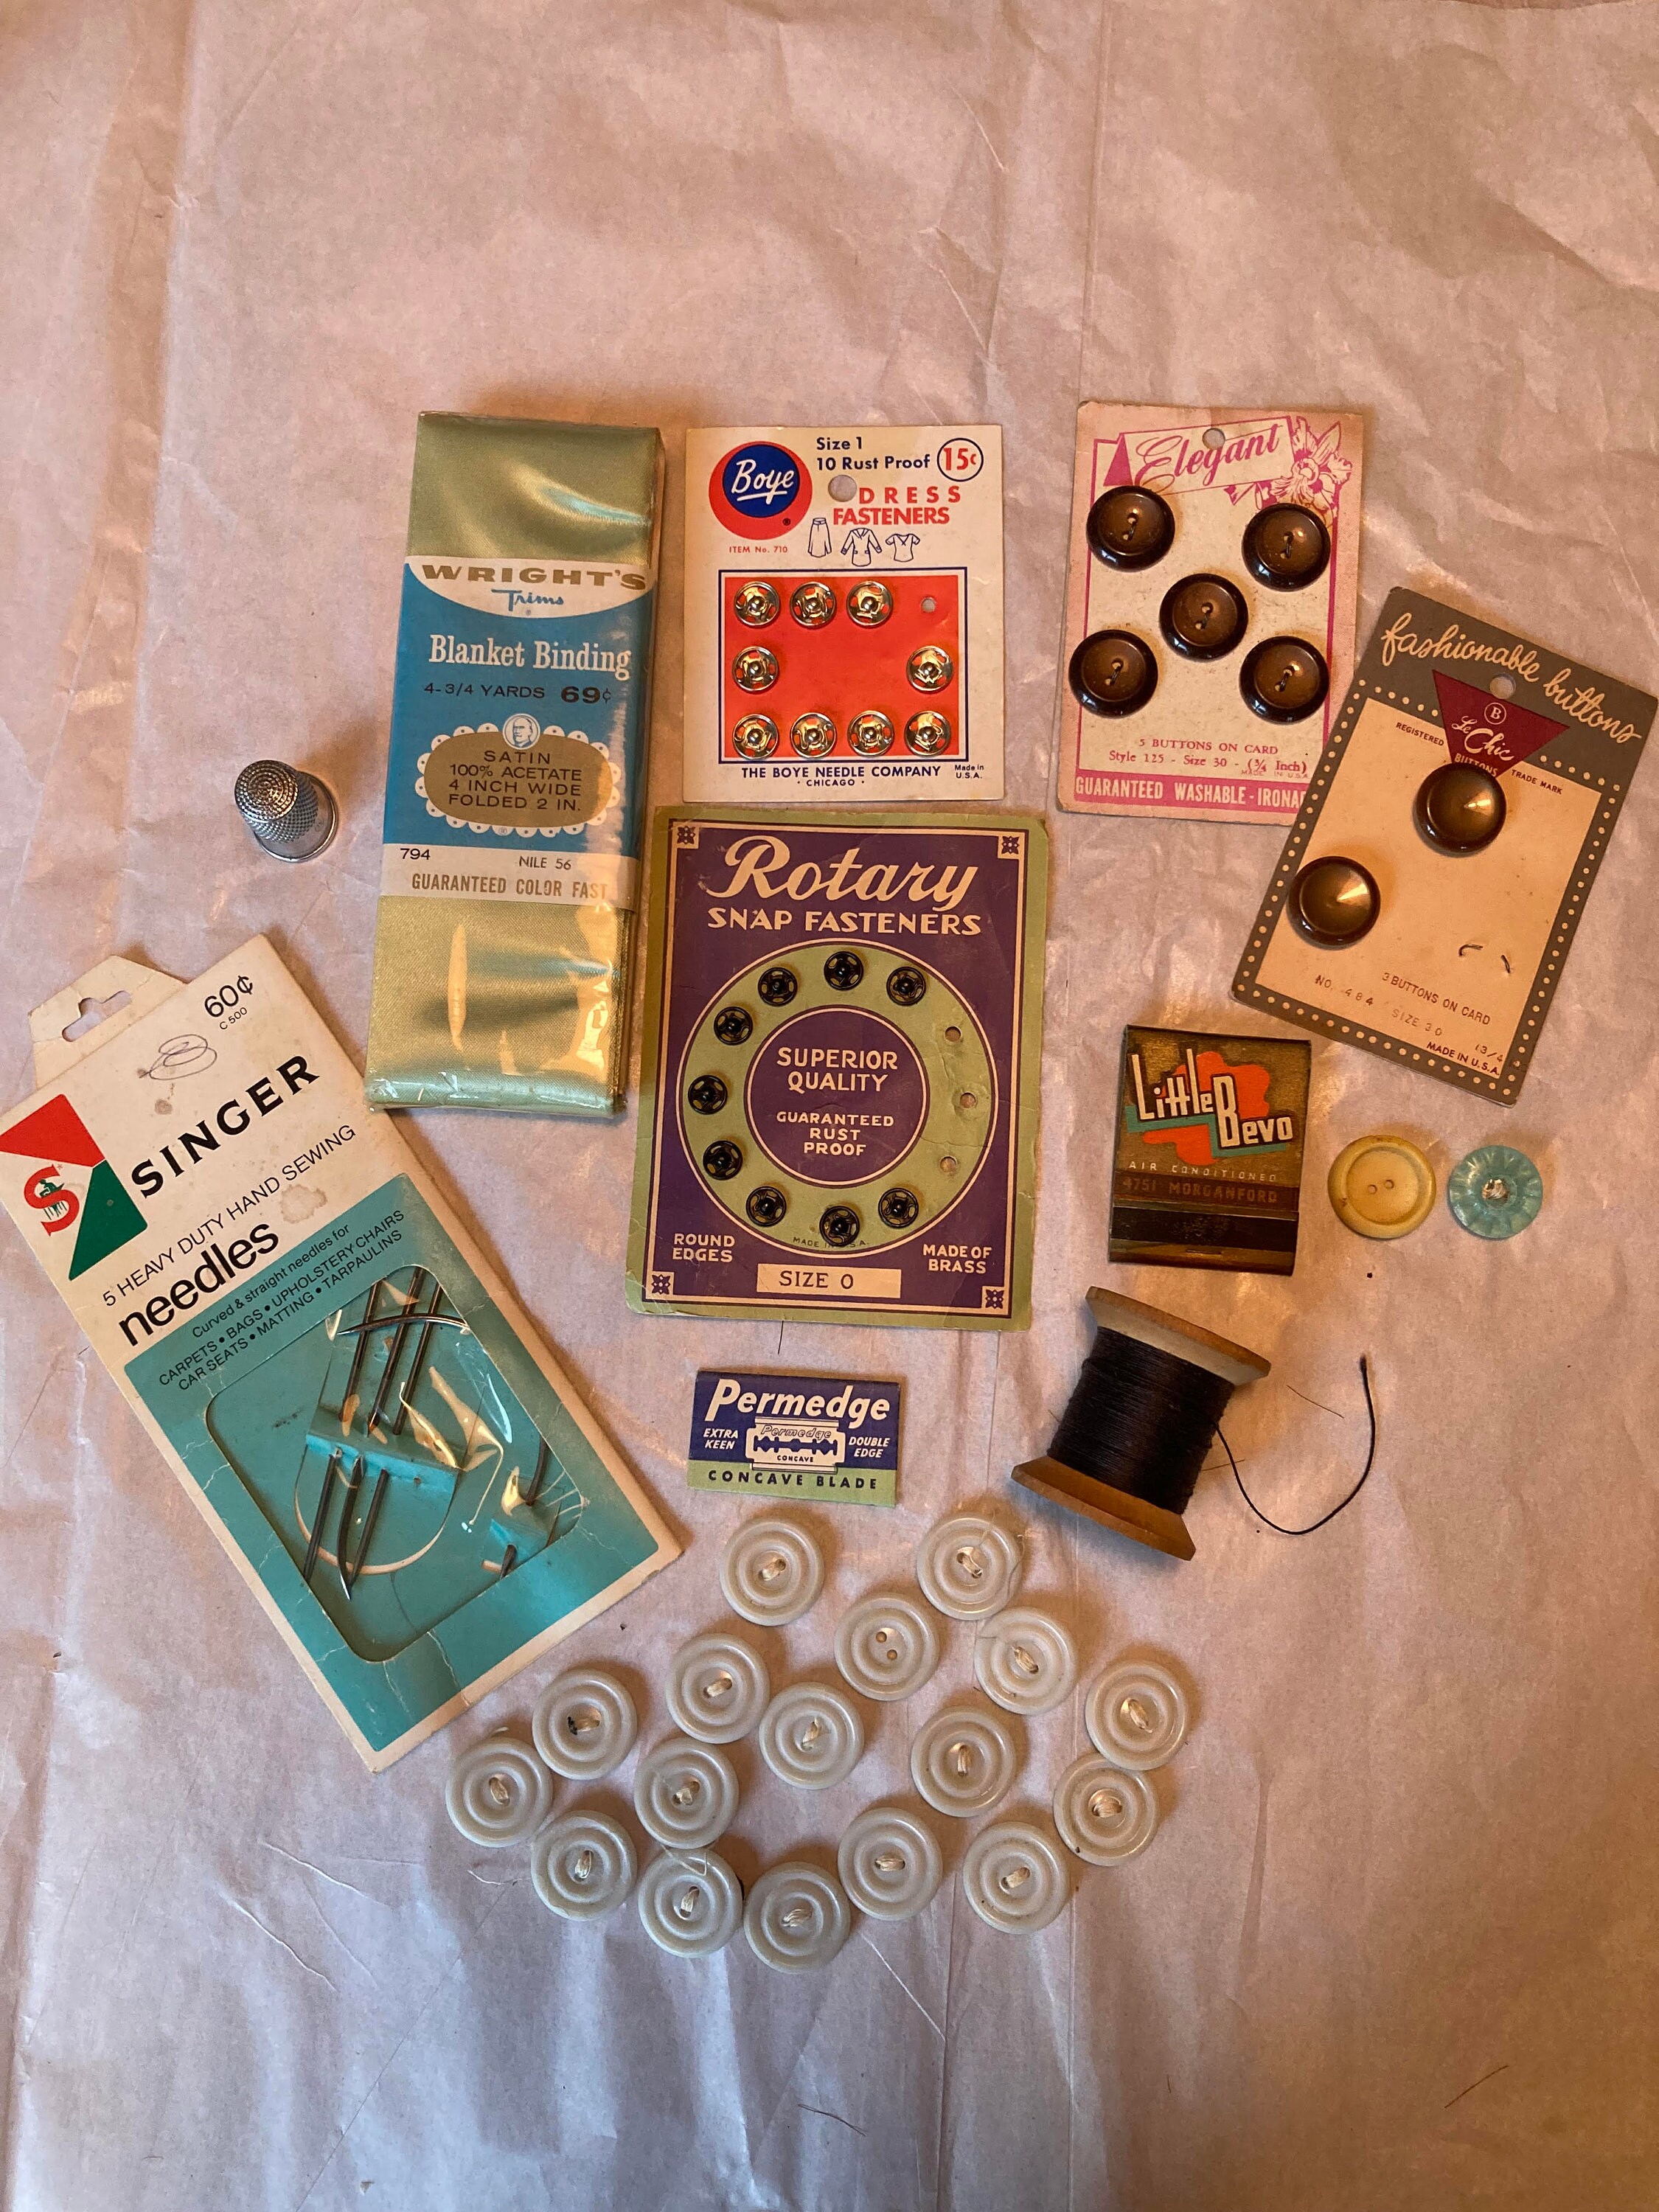 WRIGHT'S
Trims
Blanket Binding
4-3/4 YARDS 69¢
SATIN
100% ACETATE
4 INCH WIDE
FOLDED 2 IN.
794 NILE 56
GUARANTEED COLOR FAST
Boye
Size 1
10 Rust Proof 15¢
DRESS
FASTENERS
ITEM No. 710
THE BOYE NEEDLE COMPANY
• CHICAGO •
Made in
U.S.A.
Elegant
5 BUTTONS ON CARD
Style 125 - Size 30 - (3/4 Inch)
MADE IN U.S.A.
GUARANTEED WASHABLE - IRONA
fashionable buttons
B
Le Chic
BUTTONS
REGISTERED TRADE MARK
3 BUTTONS ON CARD
NO. 484 SIZE 30
MADE IN U.S.A.
Rotary
SNAP FASTENERS
SUPERIOR
QUALITY
GUARANTEED
RUST
PROOF
MADE IN U.S.A.
ROUND
EDGES
MADE OF
BRASS
SIZE 0
60¢
C 500
S
SINGER
5 HEAVY DUTY HAND SEWING
needles
Curved & straight needles for
CARPETS • BAGS • UPHOLSTERY CHAIRS
CAR SEATS • MATTING • TARPAULINS
Little
Bevo
AIR CONDITIONED
4751 MORGANFORD
Permedge
EXTRA
KEEN
Permedge
CONCAVE
DOUBLE
EDGE
CONCAVE BLADE